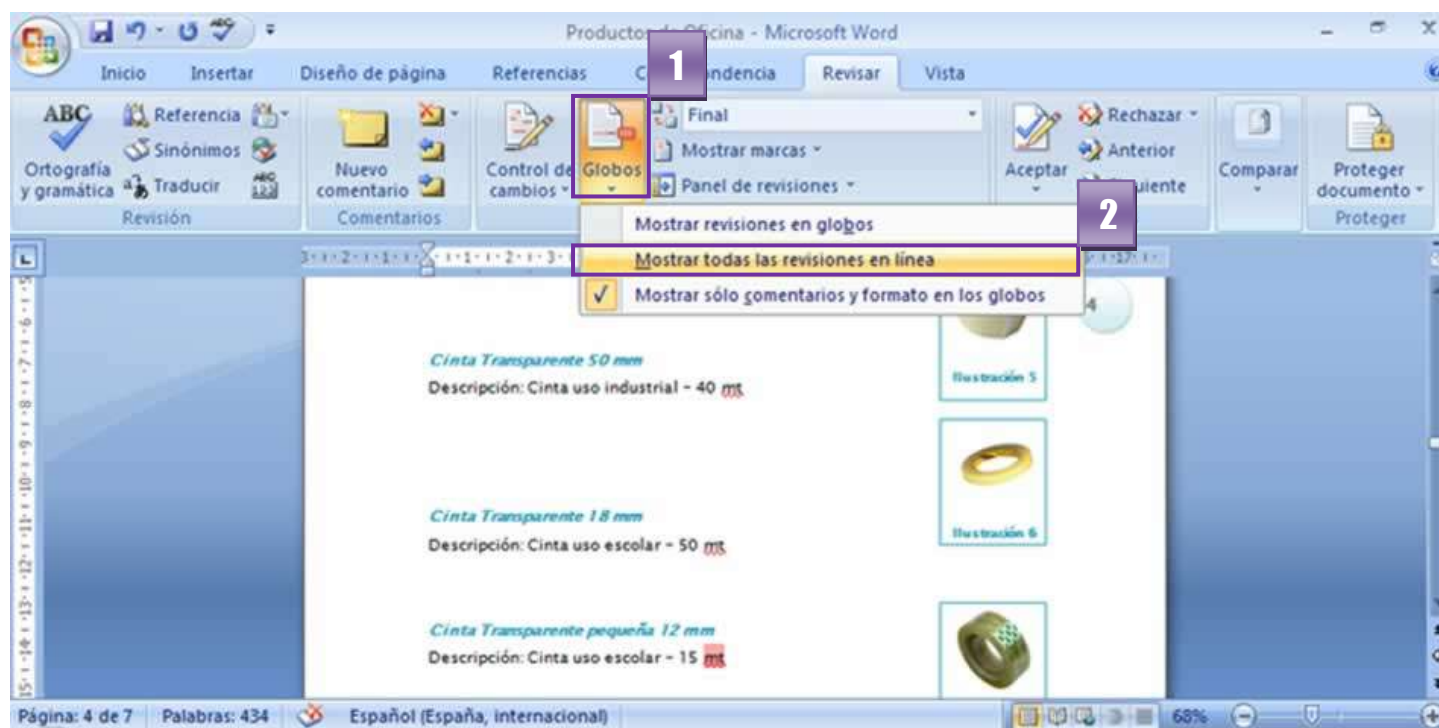 Productos de Oficina - Microsoft Word
1
Inicio Insertar Diseño de página Referencias Revisar Vista
ABC Referencia Final Rechazar
Sinónimos Mostrar marcas Anterior
Ortografía y gramática Traducir Nuevo comentario Control de cambios Globos Panel de revisiones Aceptar Comparar Proteger documento
Revisión Comentarios Proteger
2
Mostrar revisiones en globos
Mostrar todas las revisiones en línea
Mostrar sólo comentarios y formato en los globos
4
Cinta Transparente 50 mm
Descripción: Cinta uso industrial – 40 mt
Ilustración 5
Cinta Transparente 18 mm
Descripción: Cinta uso escolar – 50 mt
Ilustración 6
Cinta Transparente pequeña 12 mm
Descripción: Cinta uso escolar – 15 mt
Página: 4 de 7 Palabras: 434 Español (España, internacional) 68%